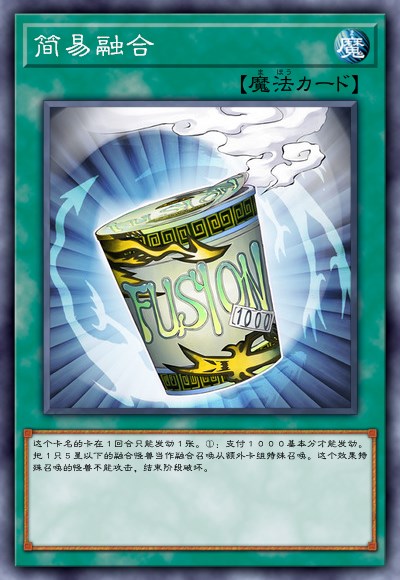 简易融合
魔
【魔法カード】
ま ほう
FUSION
1000
这个卡名的卡在1回合只能发动1张。①：支付1000基本分才能发动。
把1只5星以下的融合怪兽当作融合召唤从额外卡组特殊召唤。这个效果特
殊召唤的怪兽不能攻击，结束阶段破坏。